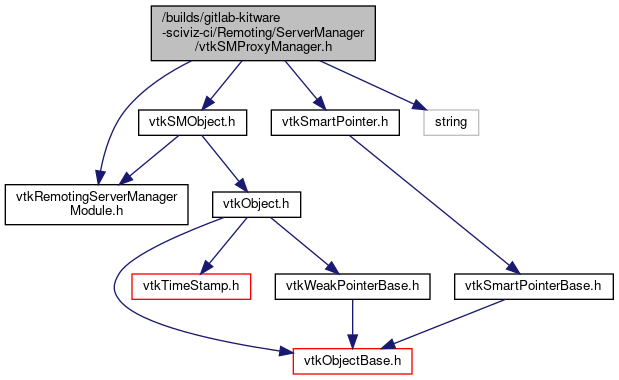 /builds/gitlab-kitware
-sciviz-ci/Remoting/ServerManager
/vtkSMProxyManager.h
vtkSMObject.h
vtkSmartPointer.h
string
vtkRemotingServerManager
Module.h
vtkObject.h
vtkTimeStamp.h
vtkWeakPointerBase.h
vtkSmartPointerBase.h
vtkObjectBase.h